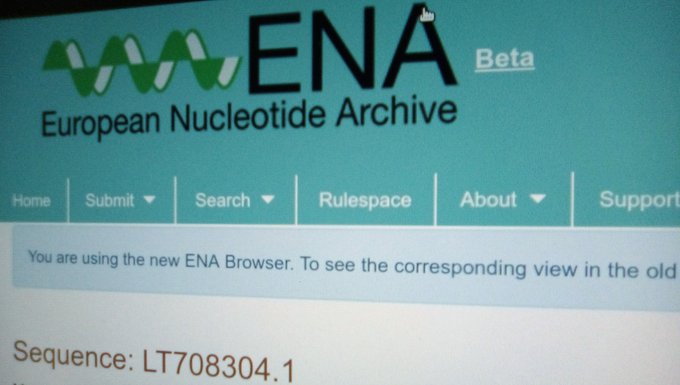 ENA Beta
European Nucleotide Archive
Home Submit Search Rulespace About Support
You are using the new ENA Browser. To see the corresponding view in the old
Sequence: LT708304.1